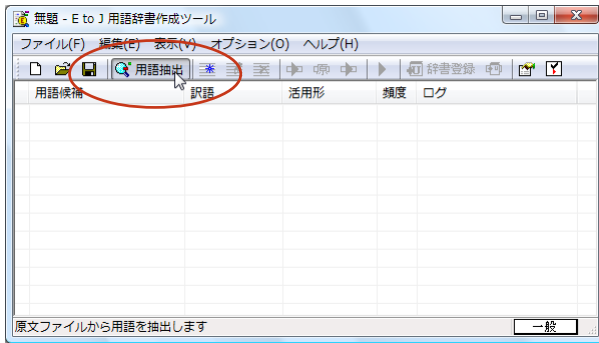 無題 - E to J 用語辞書作成ツール
ファイル(F) 編集(E) 表示(V) オプション(O) ヘルプ(H)
用語抽出 辞書登録
用語候補 訳語 活用形 頻度 ログ
原文ファイルから用語を抽出します 一般